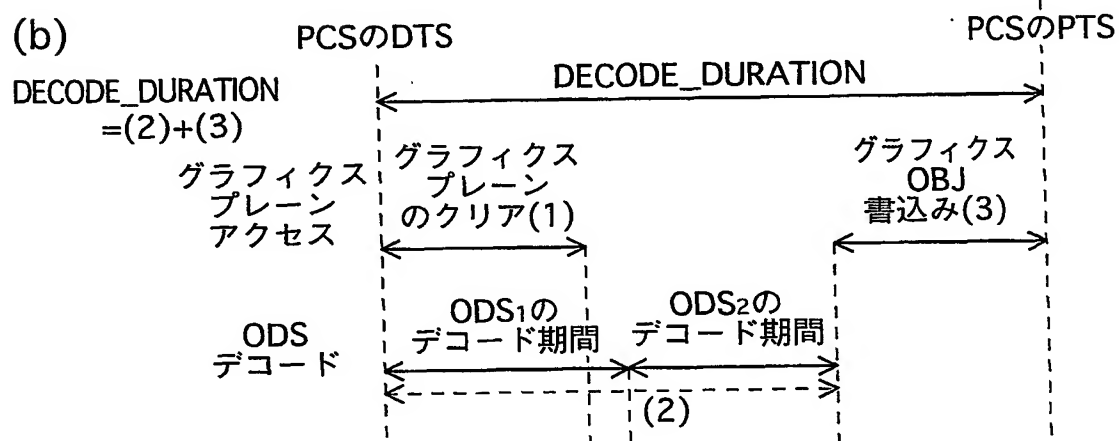 (b)
PCSのDTS
PCSのPTS
DECODE_DURATION
=(2)+(3)
DECODE_DURATION
グラフィクス
プレーン
アクセス
グラフィクス
プレーン
のクリア(1)
グラフィクス
OBJ
書込み(3)
ODS
デコード
ODS1の
デコード期間
ODS2の
デコード期間
(2)